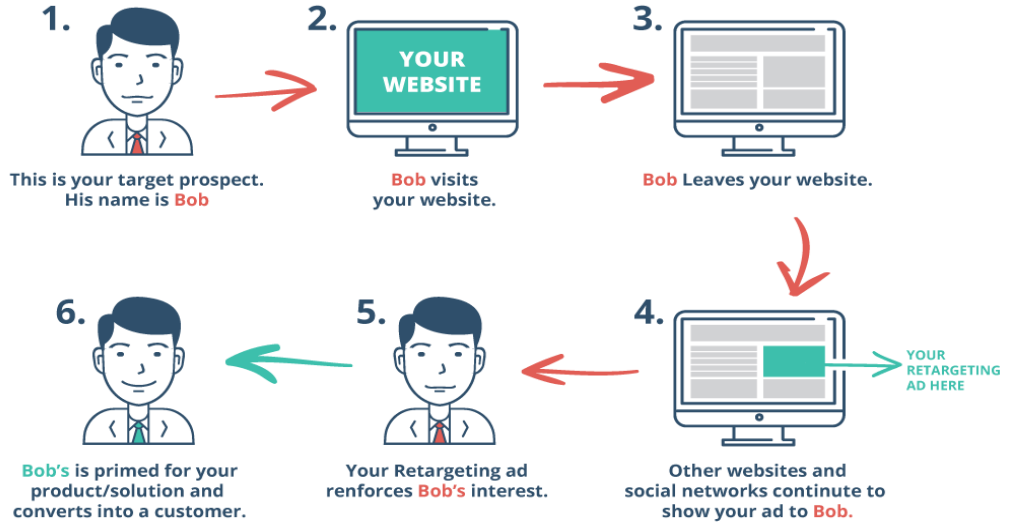 1.
This is your target prospect.
His name is Bob
2.
YOUR
WEBSITE
Bob visits
your website.
3.
Bob Leaves your website.
4.
YOUR
RETARGETING
AD HERE
Other websites and
social networks continute to
show your ad to Bob.
5.
Your Retargeting ad
renforces Bob's interest.
6.
Bob's is primed for your
product/solution and
converts into a customer.